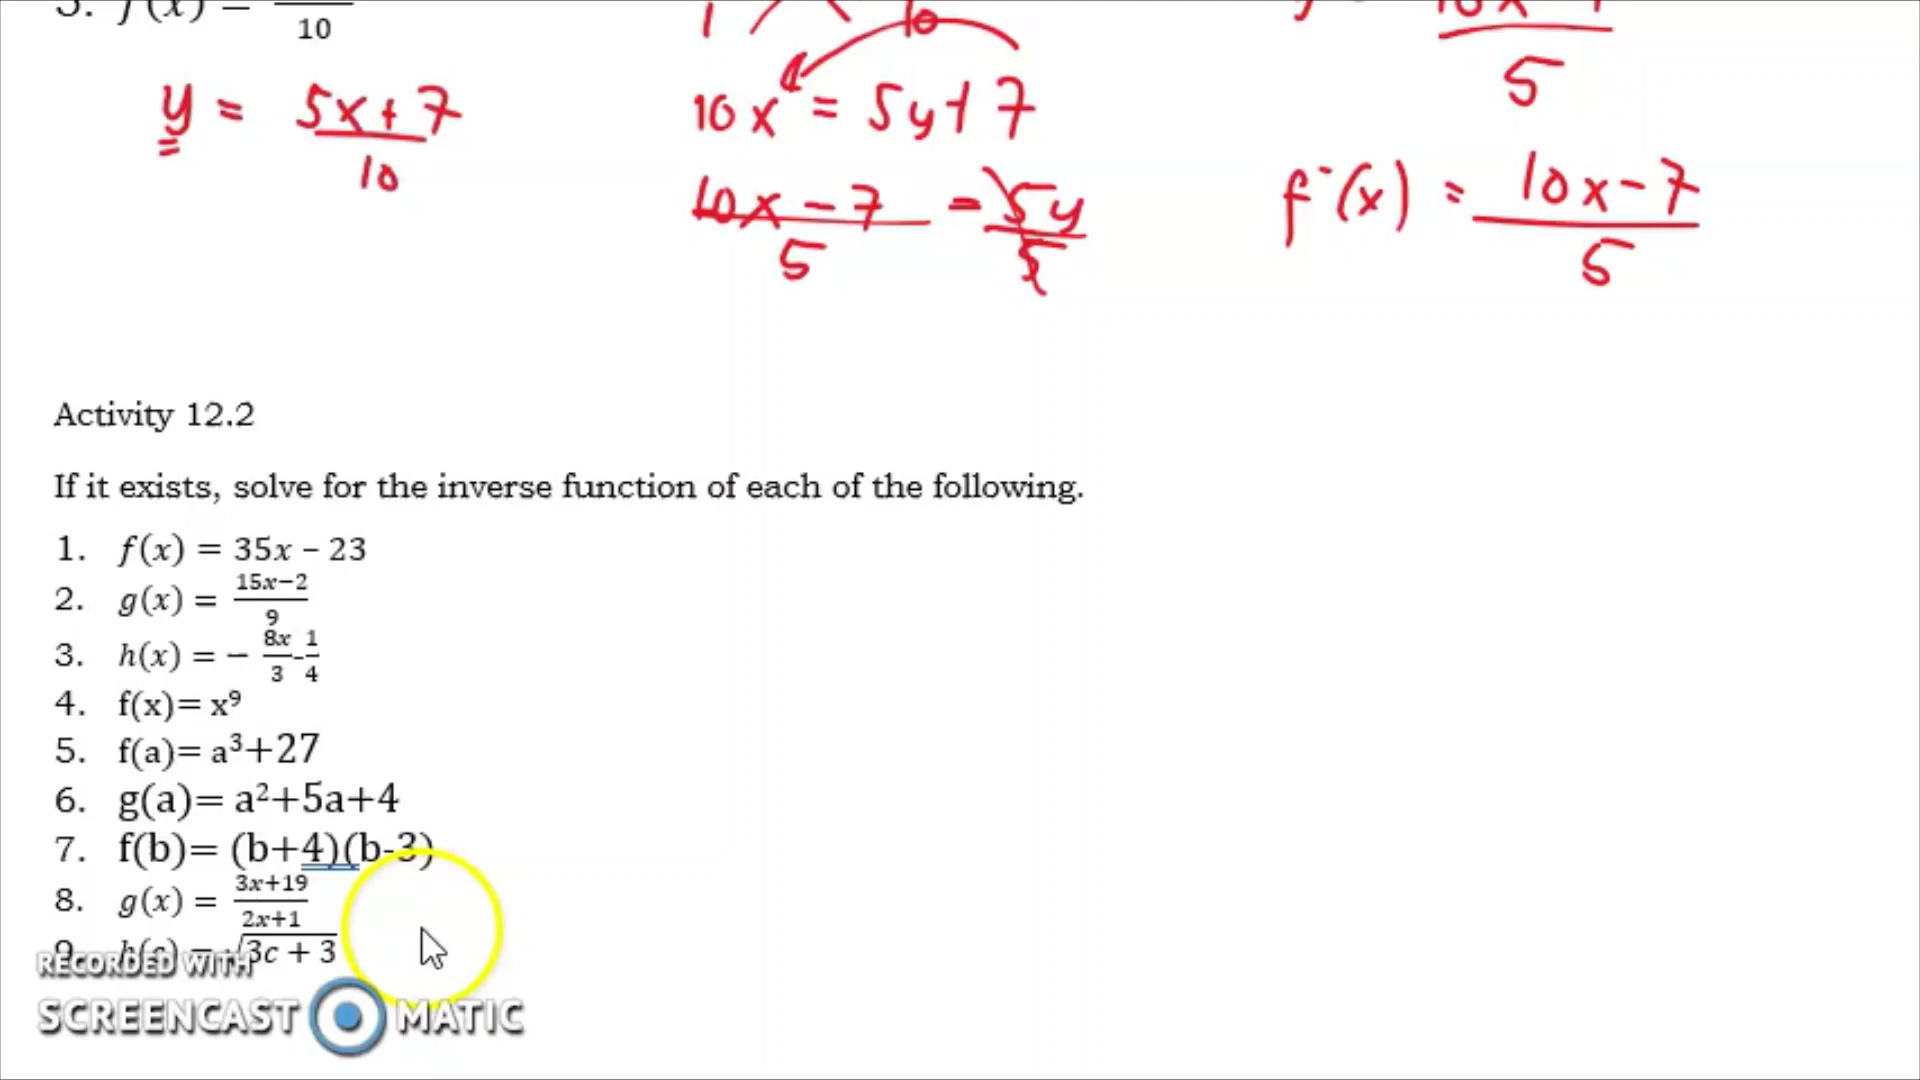 10
5
y = 5x+7
10
10x = 5y+7
10x - 7 = 5y
5 5
f⁻(x) = 10x-7
5
Activity 12.2
If it exists, solve for the inverse function of each of the following.
1. f(x) = 35x – 23
2. g(x) = 15x−2
9
3. h(x) = − 8x/3 - 1/4
4. f(x)= x⁹
5. f(a)= a³+27
6. g(a)= a²+5a+4
7. f(b)= (b+4)(b-3)
8. g(x) = 3x+19
2x+1
9. h(c) = √3c + 3
RECORDED WITH
SCREENCAST MATIC